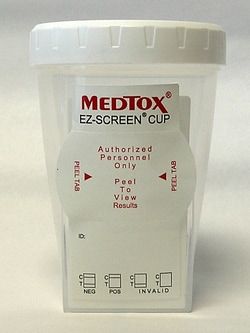 MEDTOX®
EZ-SCREEN® CUP
Authorized
Personnel
Only
PEEL TAB
PEEL TAB
Peel
To
View
Results
ID:
C C C C
T T T T
NEG POS INVALID